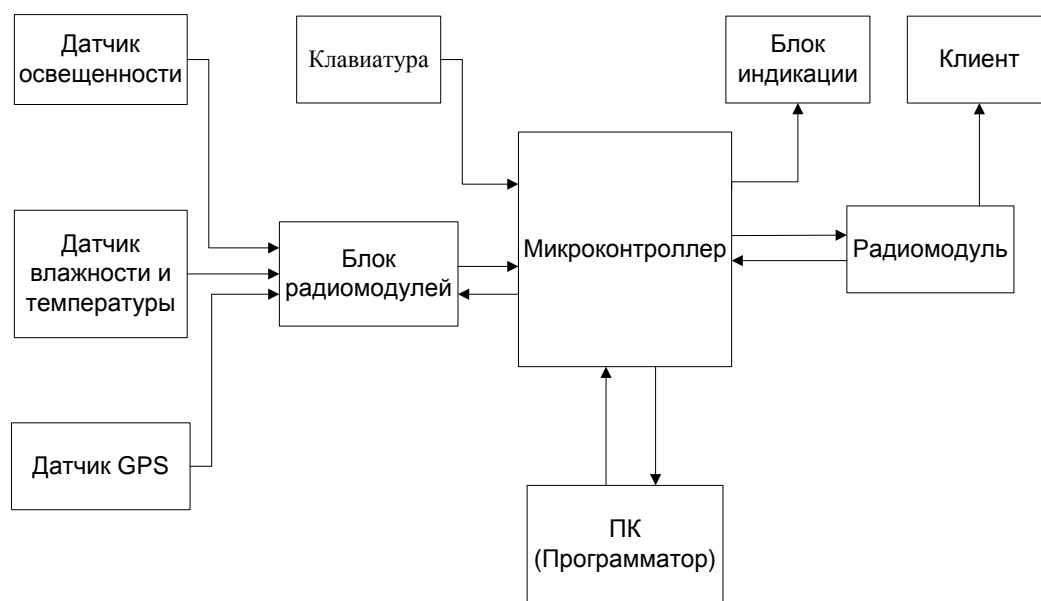 Датчик
освещенности
Клавиатура
Блок
индикации
Клиент
Датчик
влажности и
температуры
Блок
радиомодулей
Микроконтроллер
Радиомодуль
Датчик GPS
ПК
(Программатор)